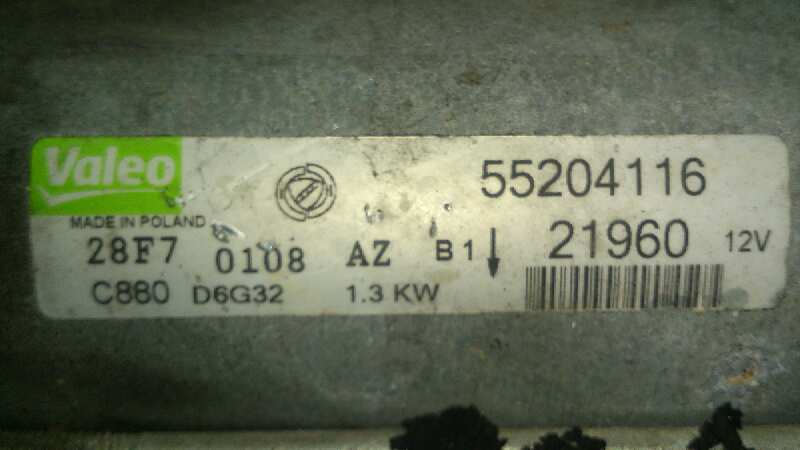 Valeo
MADE IN POLAND
55204116
28F7 0108 AZ B1 21960 12V
C880 D6G32 1.3 KW